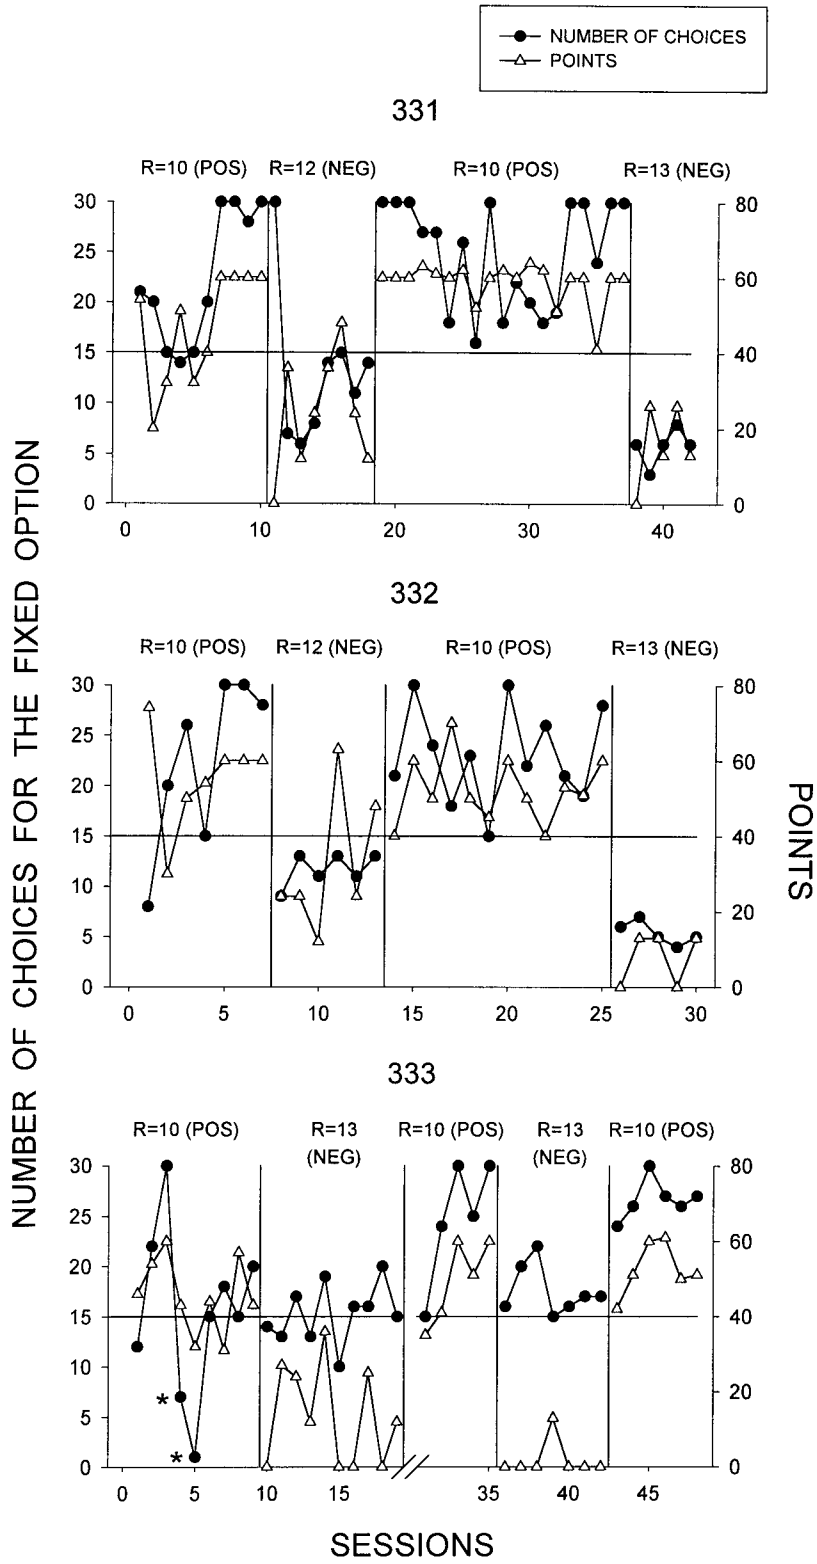 NUMBER OF CHOICES
POINTS
331
R=10 (POS) R=12 (NEG) R=10 (POS) R=13 (NEG)
30 80
25
60
20
15 40
10
20
5
0 0
0 10 20 30 40
332
R=10 (POS) R=12 (NEG) R=10 (POS) R=13 (NEG)
30 80
25
60
20
15 40
10
20
5
0 0
0 5 10 15 20 25 30
333
R=10 (POS) R=13 R=10 (POS) R=13 R=10 (POS)
(NEG) (NEG)
30 80
25
60
20
15 40
10
20
5
0 0
*
*
0 5 10 15 35 40 45
SESSIONS
NUMBER OF CHOICES FOR THE FIXED OPTION
POINTS